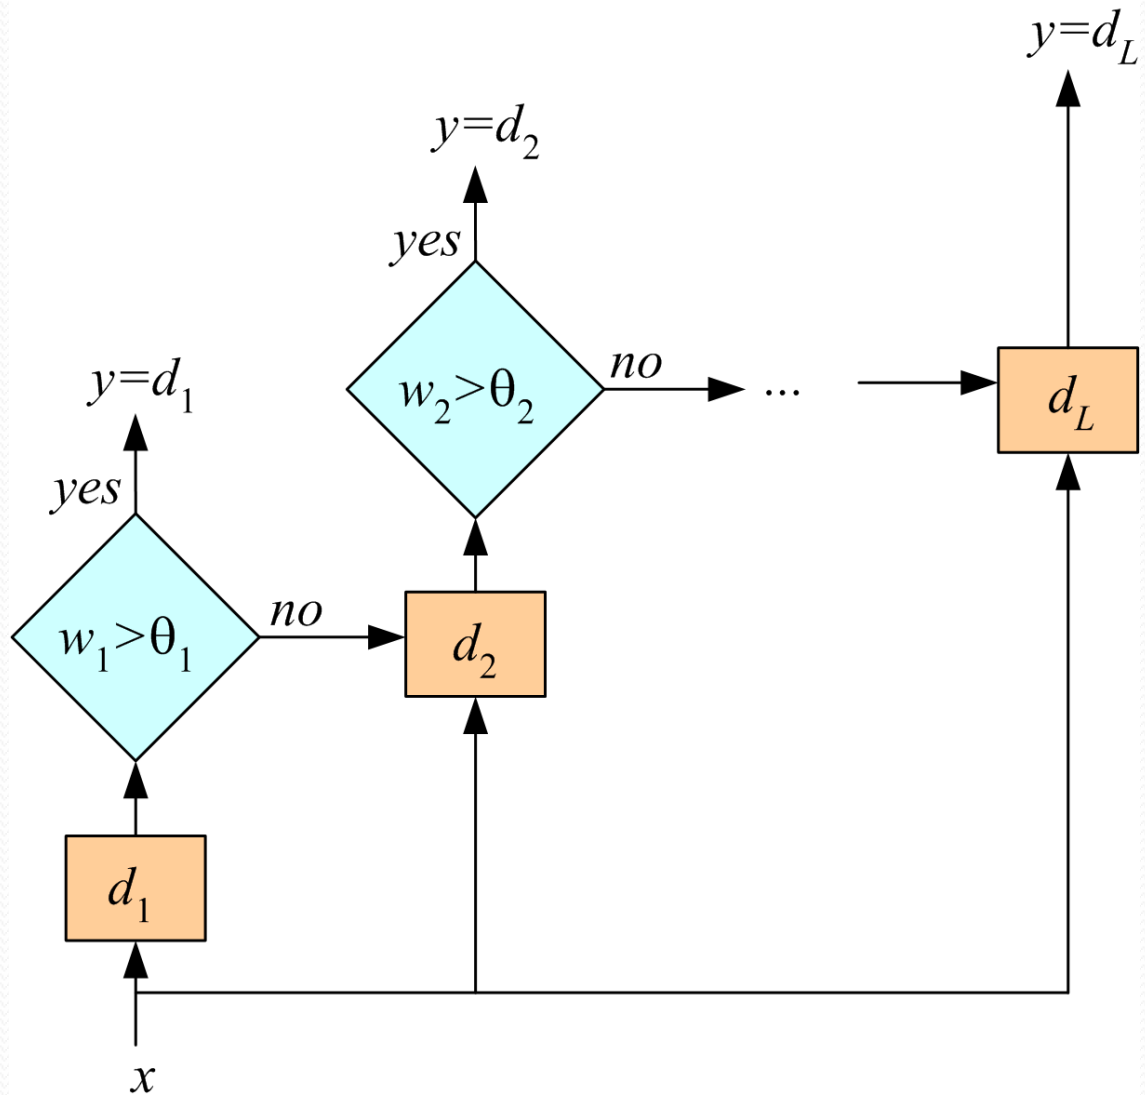 y=d_L
y=d_2
yes
w_2>θ_2
no
...
d_L
y=d_1
yes
w_1>θ_1
no
d_2
d_1
x